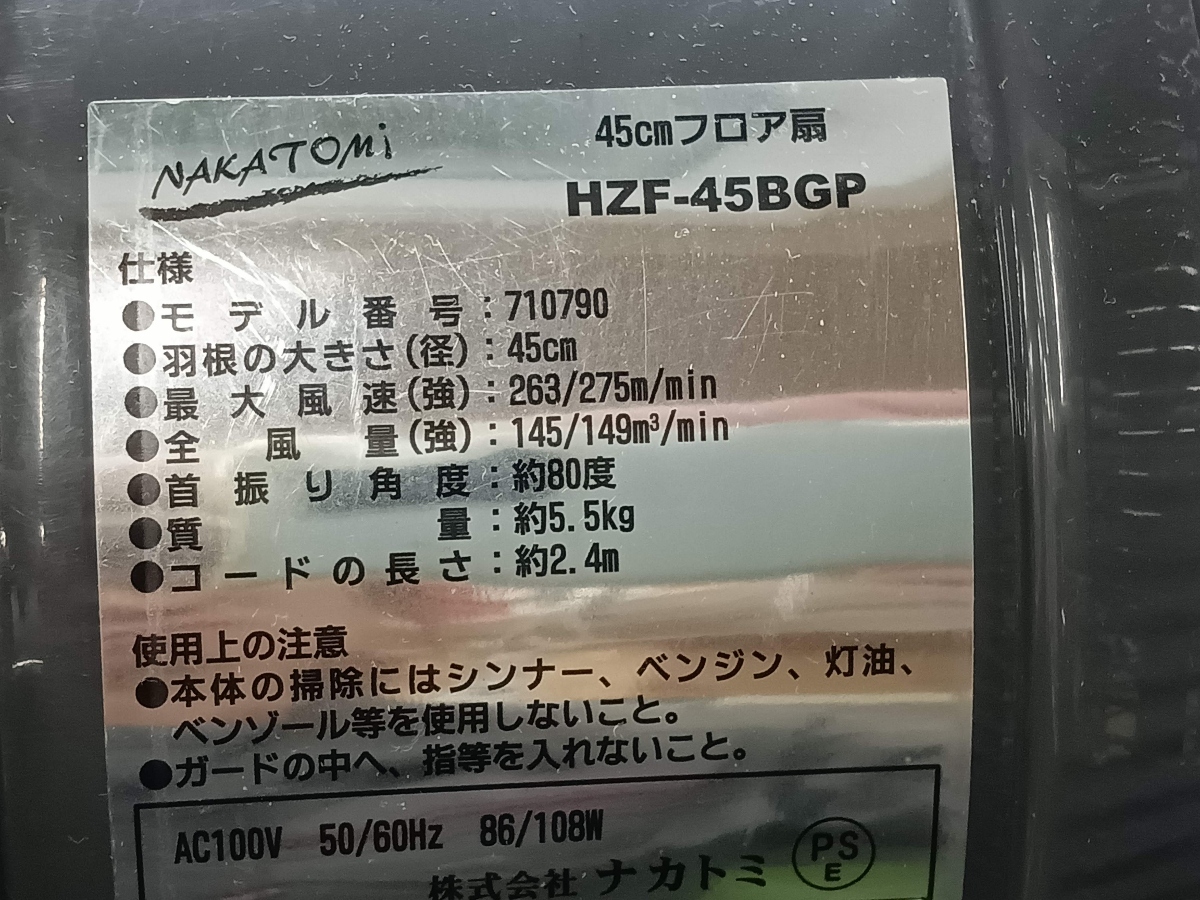 NAKATOMi
45cmフロア扇
HZF-45BGP
仕様
●モデル番号：710790
●羽根の大きさ(径)：45cm
●最大風速(強)：263/275m/min
●全風量(強)：145/149m³/min
●首振り角度：約80度
●質量：約5.5kg
●コードの長さ：約2.4m
使用上の注意
●本体の掃除にはシンナー、ベンジン、灯油、
ベンゾール等を使用しないこと。
●ガードの中へ、指等を入れないこと。
AC100V 50/60Hz 86/108W
株式会社 ナカトミ
PS
E